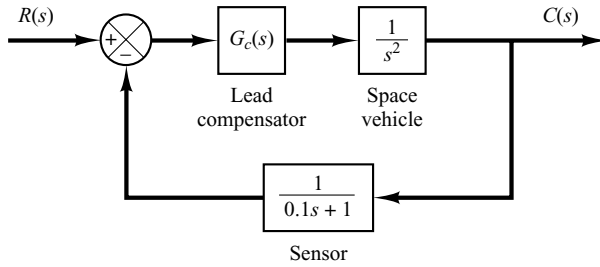 R(s)
C(s)
+
−
G_c(s)
1
s^2
Lead
compensator
Space
vehicle
1
0.1s + 1
Sensor